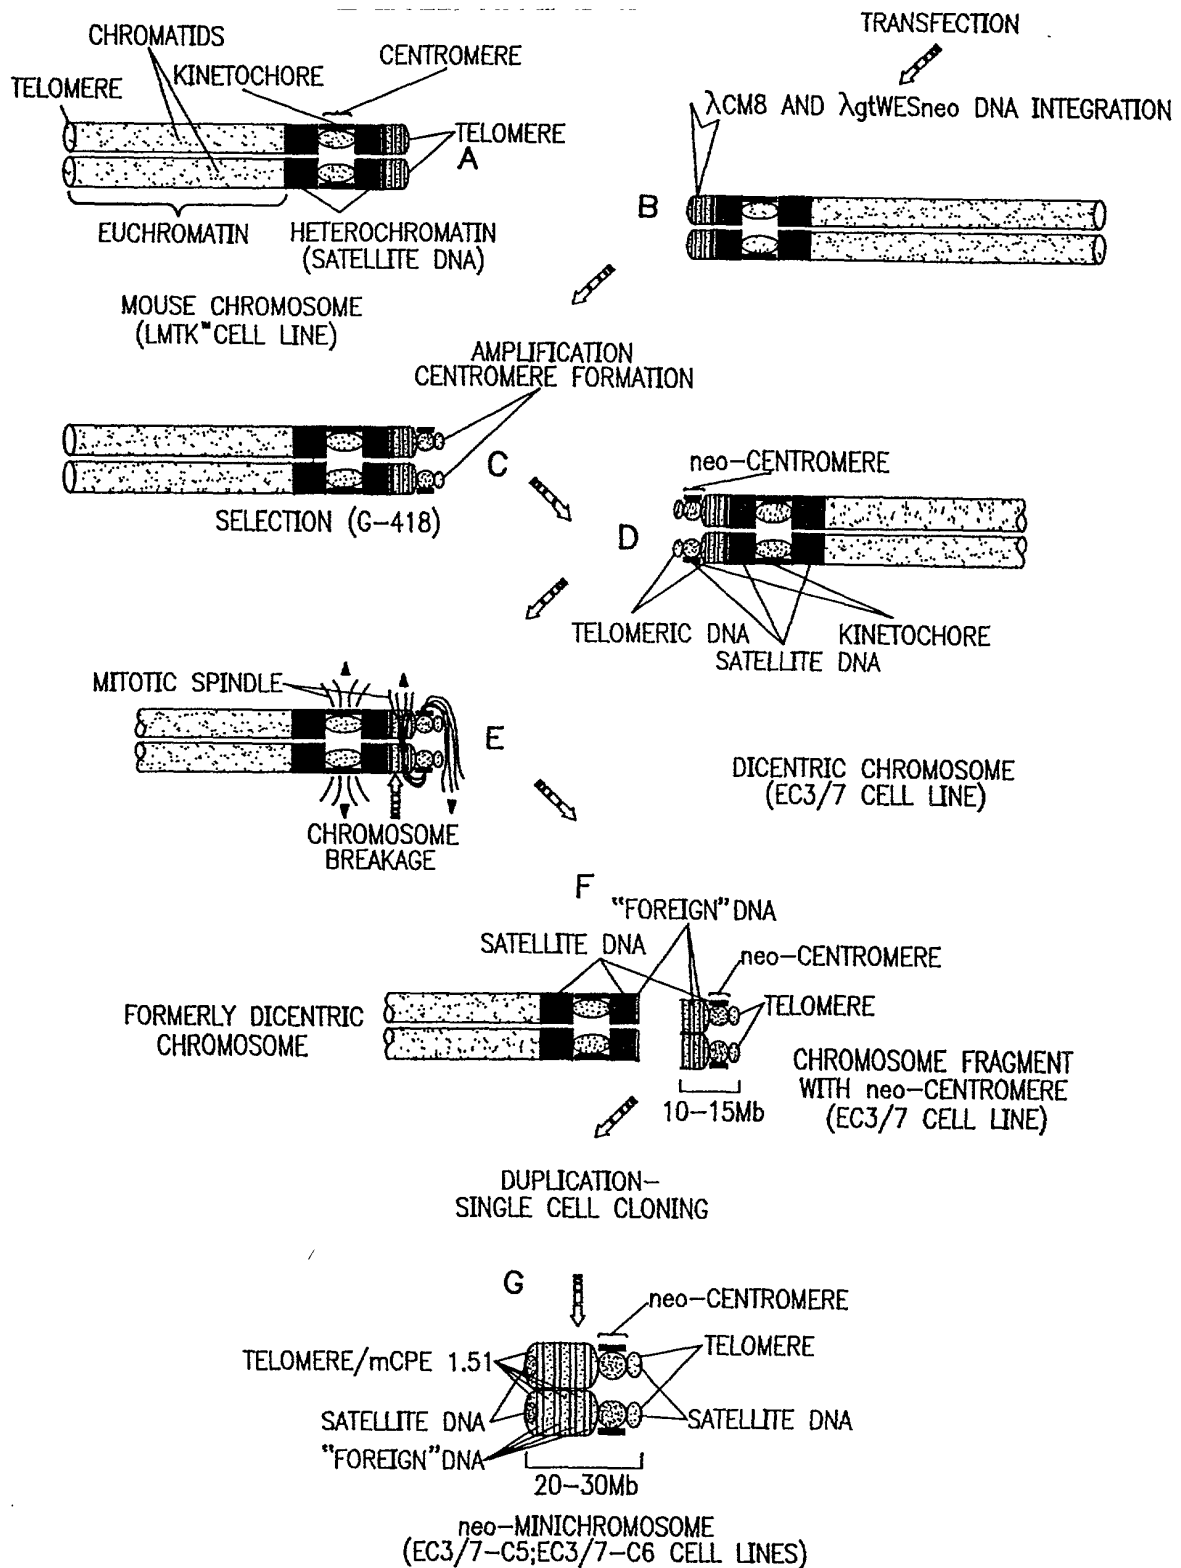 TRANSFECTION
λCM8 AND λgtWESneo DNA INTEGRATION
CHROMATIDS
CENTROMERE
KINETOCHORE
TELOMERE
TELOMERE
A
EUCHROMATIN
HETEROCHROMATIN
(SATELLITE DNA)
MOUSE CHROMOSOME
(LMTK⁻ CELL LINE)
B
AMPLIFICATION
CENTROMERE FORMATION
C
SELECTION (G-418)
neo-CENTROMERE
D
TELOMERIC DNA
KINETOCHORE
SATELLITE DNA
MITOTIC SPINDLE
E
CHROMOSOME
BREAKAGE
DICENTRIC CHROMOSOME
(EC3/7 CELL LINE)
F
"FOREIGN" DNA
SATELLITE DNA
neo-CENTROMERE
TELOMERE
FORMERLY DICENTRIC
CHROMOSOME
10-15Mb
CHROMOSOME FRAGMENT
WITH neo-CENTROMERE
(EC3/7 CELL LINE)
DUPLICATION-
SINGLE CELL CLONING
G
neo-CENTROMERE
TELOMERE/mCPE 1.51
TELOMERE
SATELLITE DNA
SATELLITE DNA
"FOREIGN" DNA
20-30Mb
neo-MINICHROMOSOME
(EC3/7-C5;EC3/7-C6 CELL LINES)